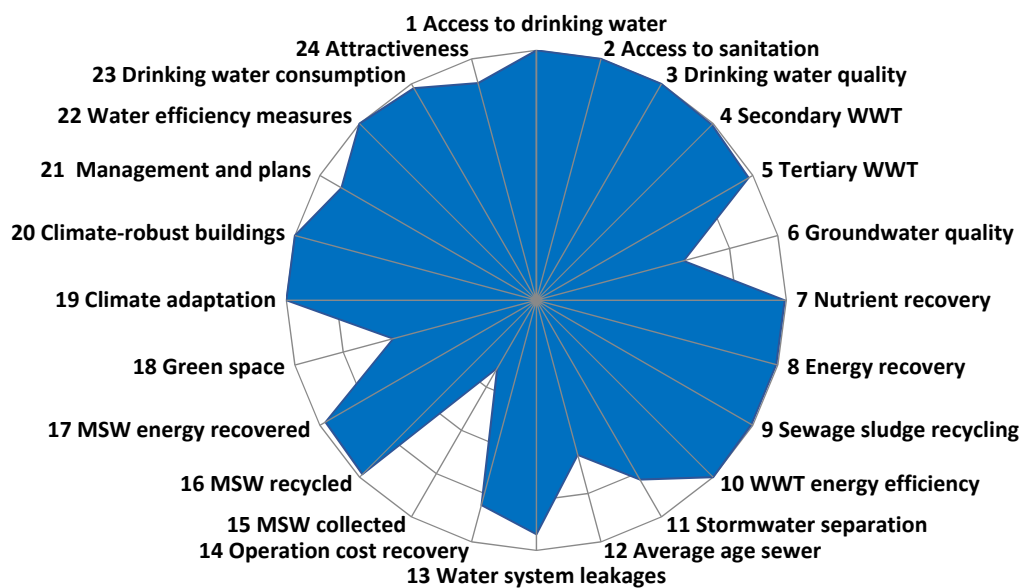 1 Access to drinking water
2 Access to sanitation
3 Drinking water quality
4 Secondary WWT
5 Tertiary WWT
6 Groundwater quality
7 Nutrient recovery
8 Energy recovery
9 Sewage sludge recycling
10 WWT energy efficiency
11 Stormwater separation
12 Average age sewer
13 Water system leakages
14 Operation cost recovery
15 MSW collected
16 MSW recycled
17 MSW energy recovered
18 Green space
19 Climate adaptation
20 Climate-robust buildings
21  Management and plans
22 Water efficiency measures
23 Drinking water consumption
24 Attractiveness